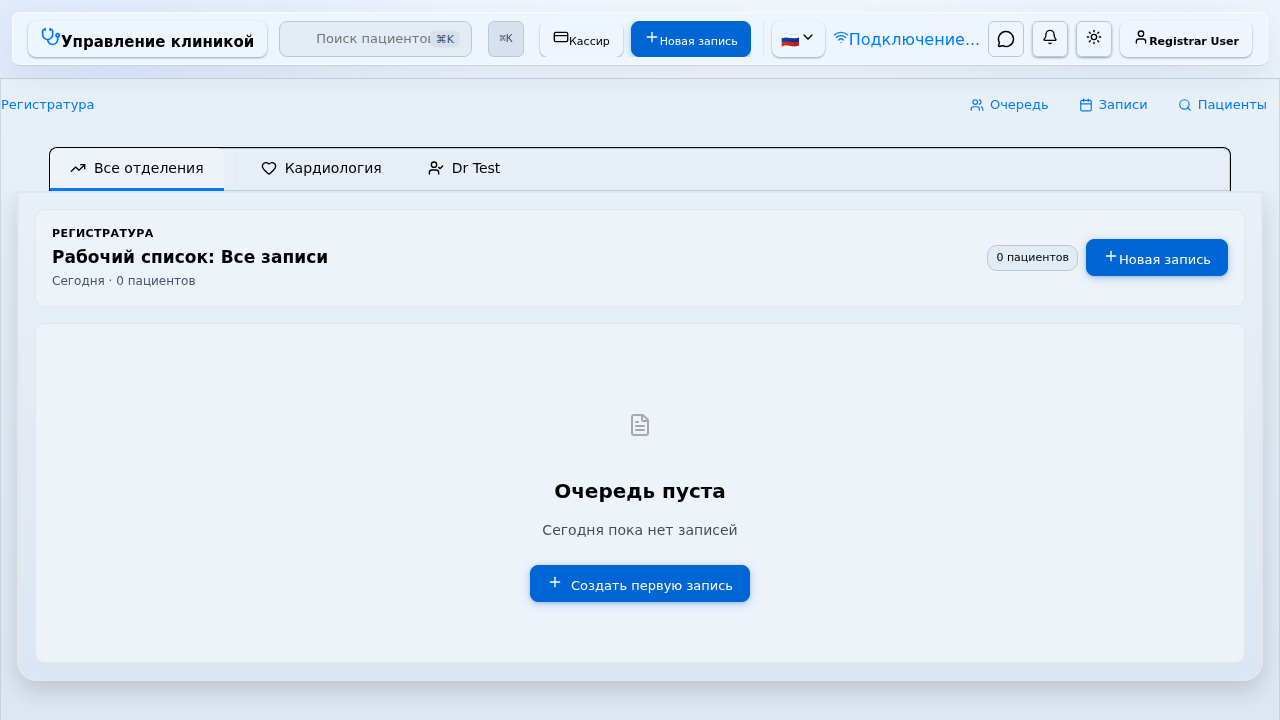 Управление клиникой
Поиск пациентов ⌘K
⌘K
Кассир
Новая запись
Подключение...
Registrar User
Регистратура
Очередь
Записи
Пациенты
Все отделения
Кардиология
Dr Test
РЕГИСТРАТУРА
Рабочий список: Все записи
Сегодня · 0 пациентов
0 пациентов
Новая запись
Очередь пуста
Сегодня пока нет записей
Создать первую запись